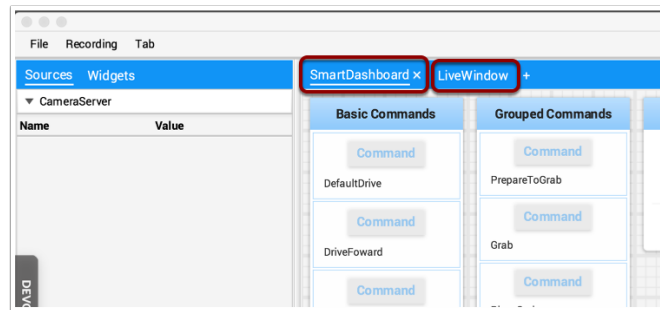 File Recording Tab
Sources Widgets
SmartDashboard × LiveWindow +
CameraServer
Name Value
Basic Commands
Command
DefaultDrive
Command
DriveFoward
Command
Grouped Commands
Command
PrepareToGrab
Command
Grab
Command